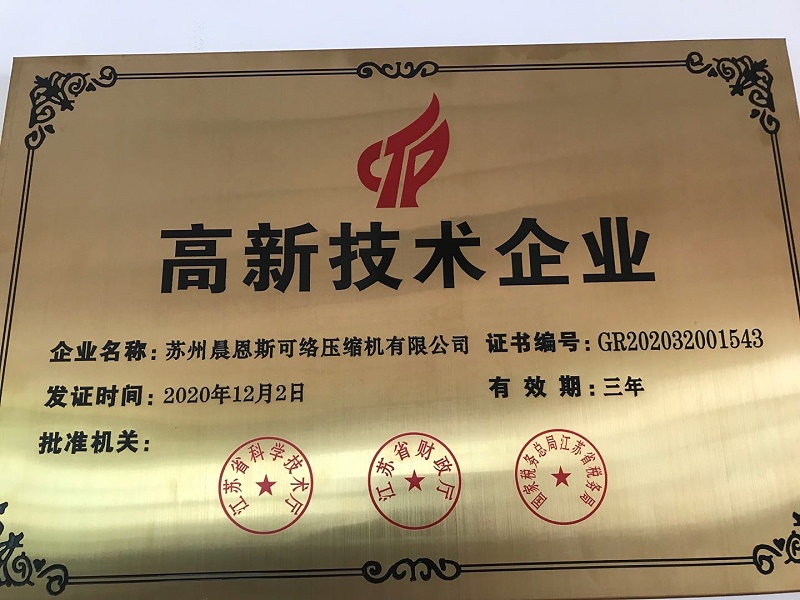 高新技术企业
企业名称：苏州晨恩斯可络压缩机有限公司 证书编号：GR202032001543
发证时间：2020年12月2日 有效期：三年
批准机关：
江苏省科学技术厅 江苏省财政厅 国家税务总局江苏省税务局